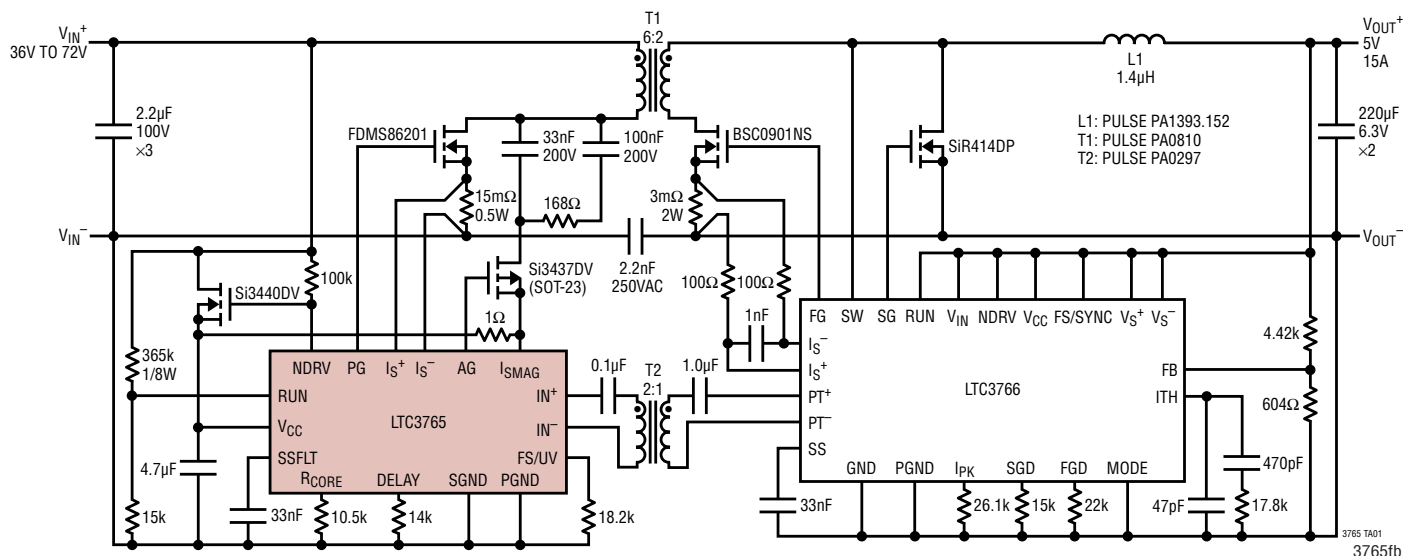 VIN+
36V TO 72V
2.2µF
100V
×3
VIN−
T1
6:2
FDMS86201
33nF
200V
100nF
200V
BSC0901NS
SiR414DP
L1
1.4µH
VOUT+
5V
15A
L1: PULSE PA1393.152
T1: PULSE PA0810
T2: PULSE PA0297
220µF
6.3V
×2
15mΩ
0.5W
168Ω
3mΩ
2W
VOUT−
Si3440DV
100k
Si3437DV
(SOT-23)
2.2nF
250VAC
100Ω
100Ω
1nF
1Ω
365k
1/8W
NDRV
PG
IS+
IS−
AG
ISMAG
RUN
VCC
SSFLT
RCORE
DELAY
SGND
PGND
IN+
IN−
FS/UV
LTC3765
0.1µF
T2
2:1
1.0µF
FG
SW
SG
RUN
VIN
NDRV
VCC
FS/SYNC
VS+
VS−
IS−
IS+
PT+
PT−
SS
GND
PGND
IPK
SGD
FGD
MODE
FB
ITH
LTC3766
4.42k
604Ω
4.7µF
15k
33nF
10.5k
14k
18.2k
33nF
26.1k
15k
22k
47pF
470pF
17.8k
3765 TA01
3765fb